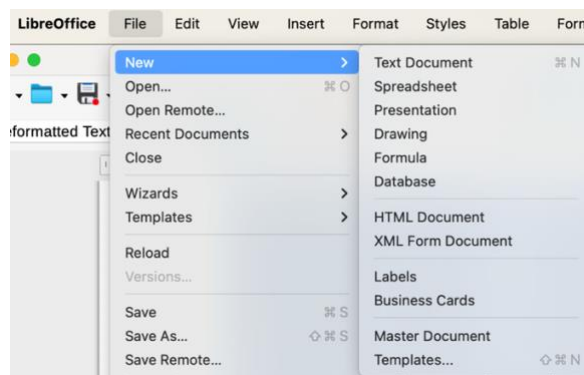 LibreOffice File Edit View Insert Format Styles Table
New
Open... ⌘ O
Open Remote...
Recent Documents
Close
Wizards
Templates
Reload
Versions...
Save ⌘ S
Save As... ⇧ ⌘ S
Save Remote...
Text Document ⌘ N
Spreadsheet
Presentation
Drawing
Formula
Database
HTML Document
XML Form Document
Labels
Business Cards
Master Document
Templates... ⇧ ⌘ N
eformatted Text